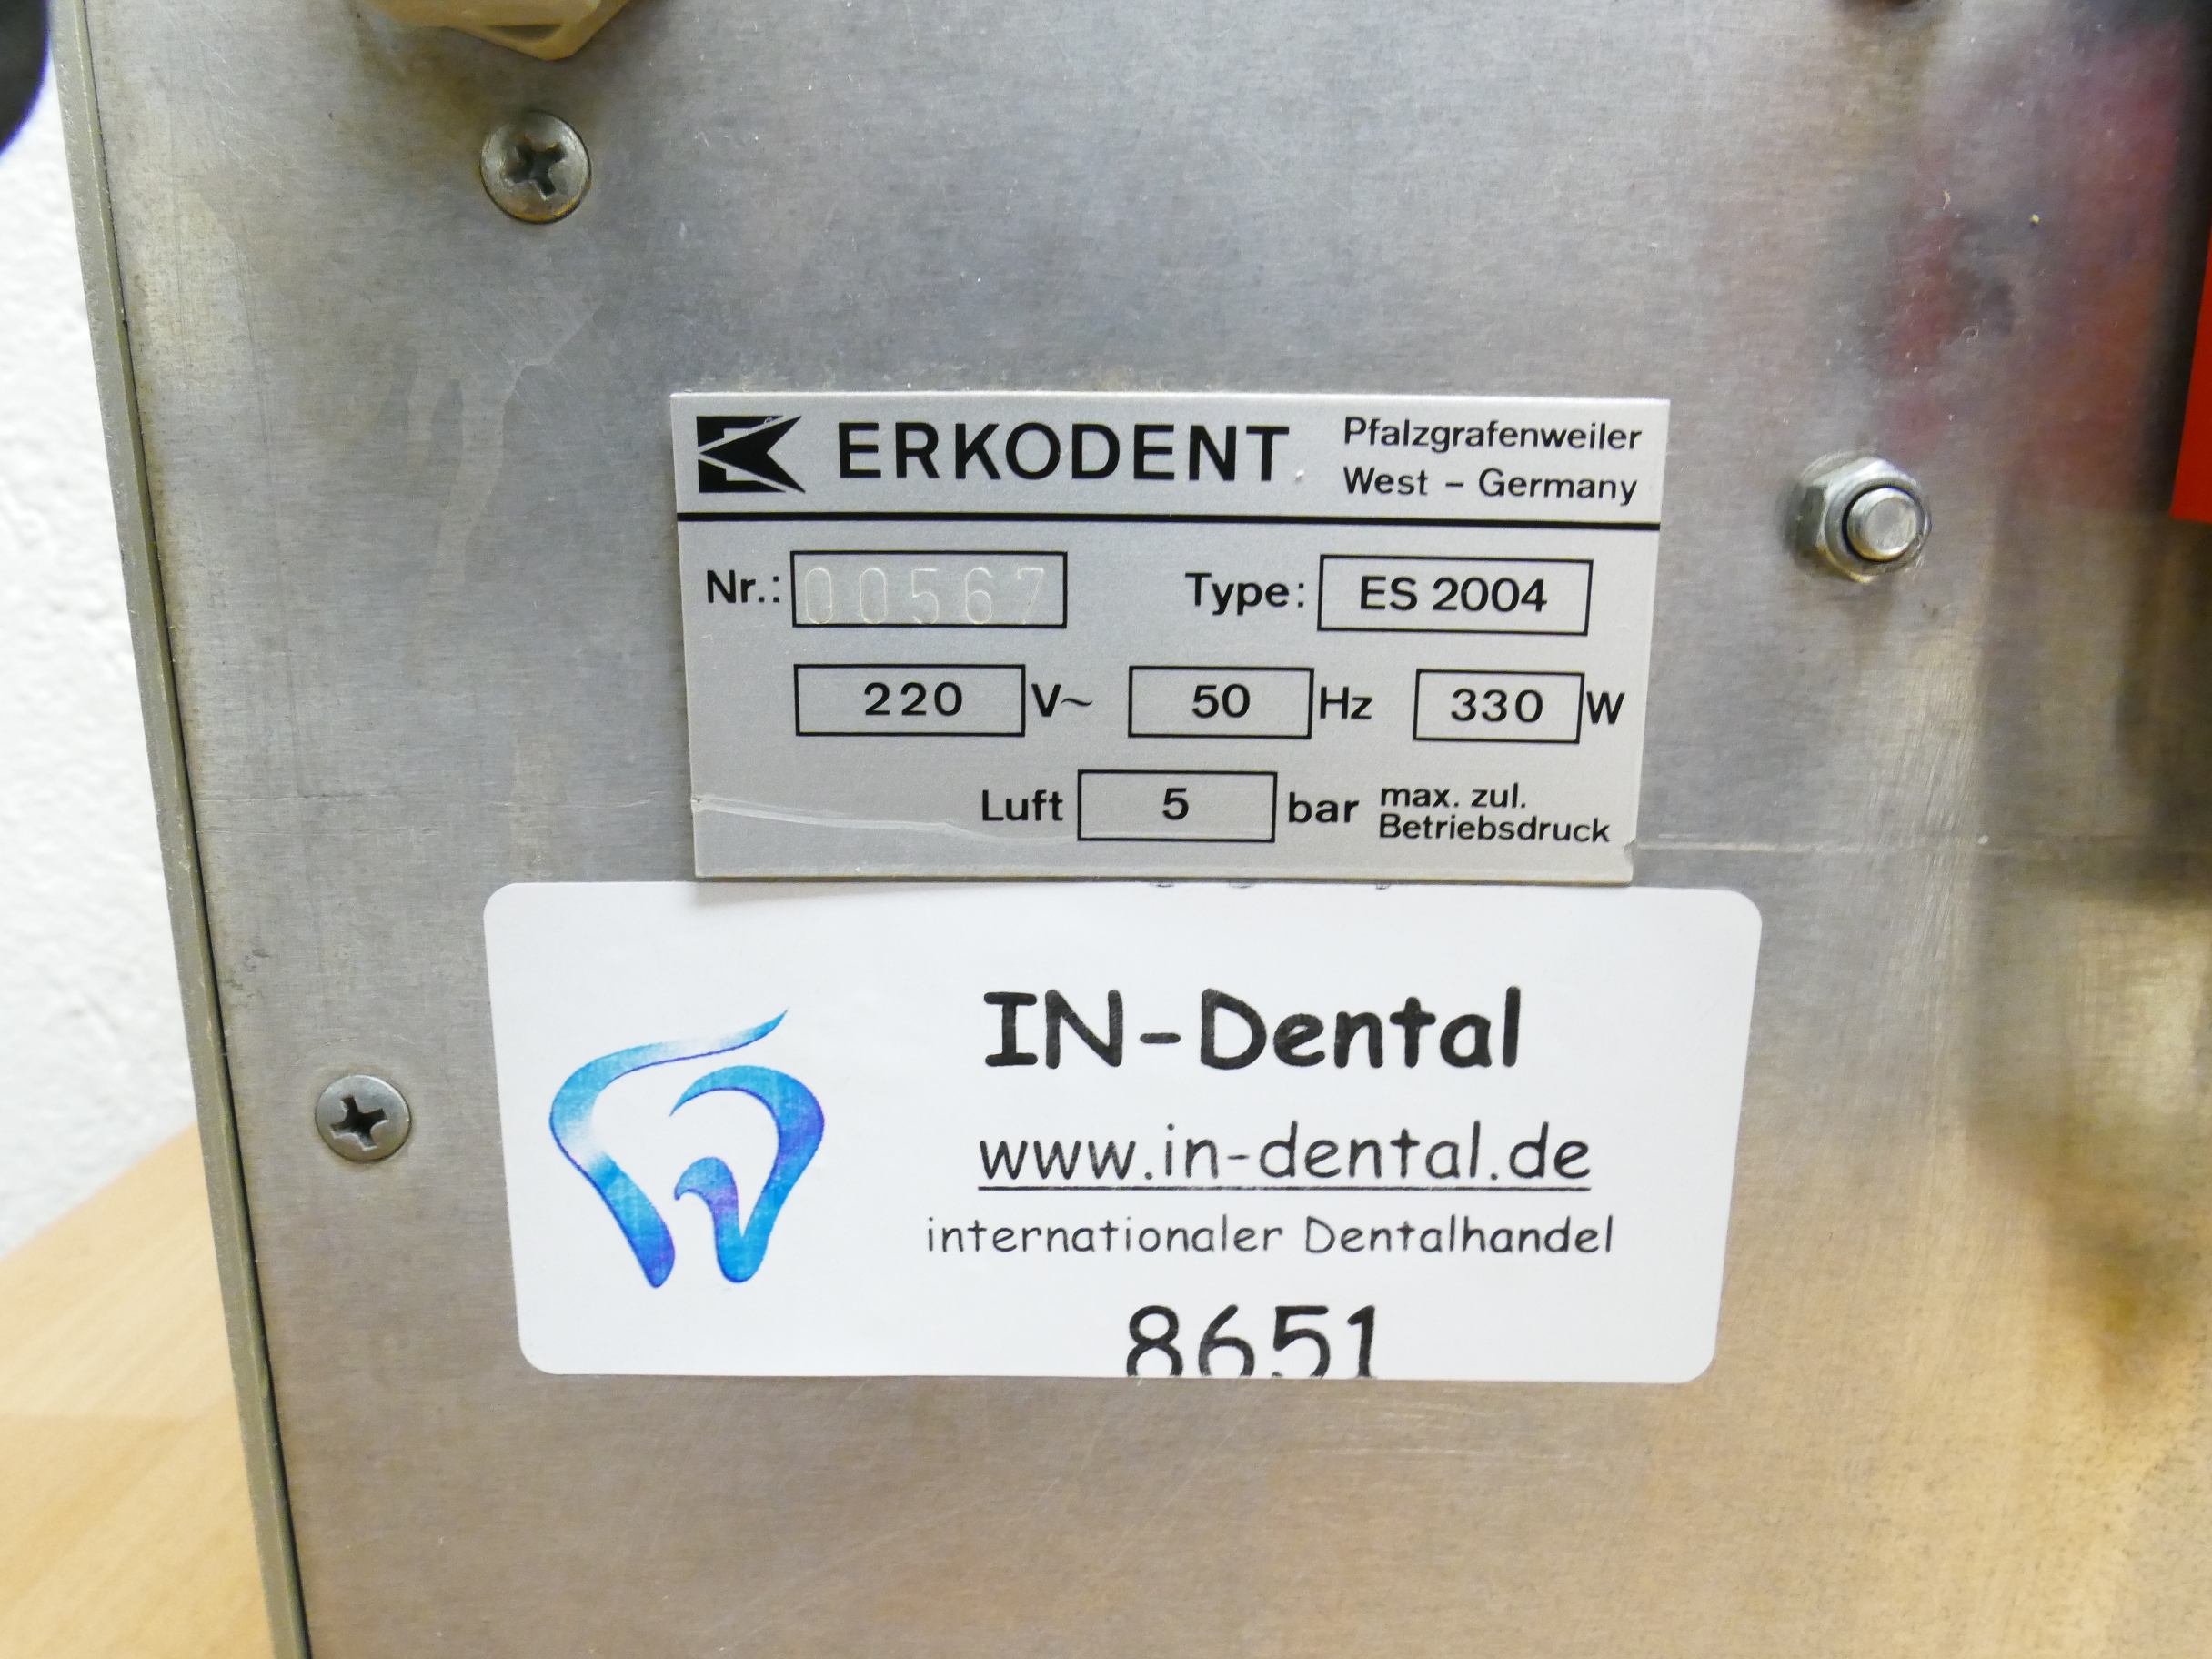 ERKODENT Pfalzgrafenweiler
West – Germany
Nr.: 00567 Type: ES 2004
220 V~ 50 Hz 330 W
Luft 5 bar max. zul.
Betriebsdruck
IN-Dental
www.in-dental.de
internationaler Dentalhandel
8651